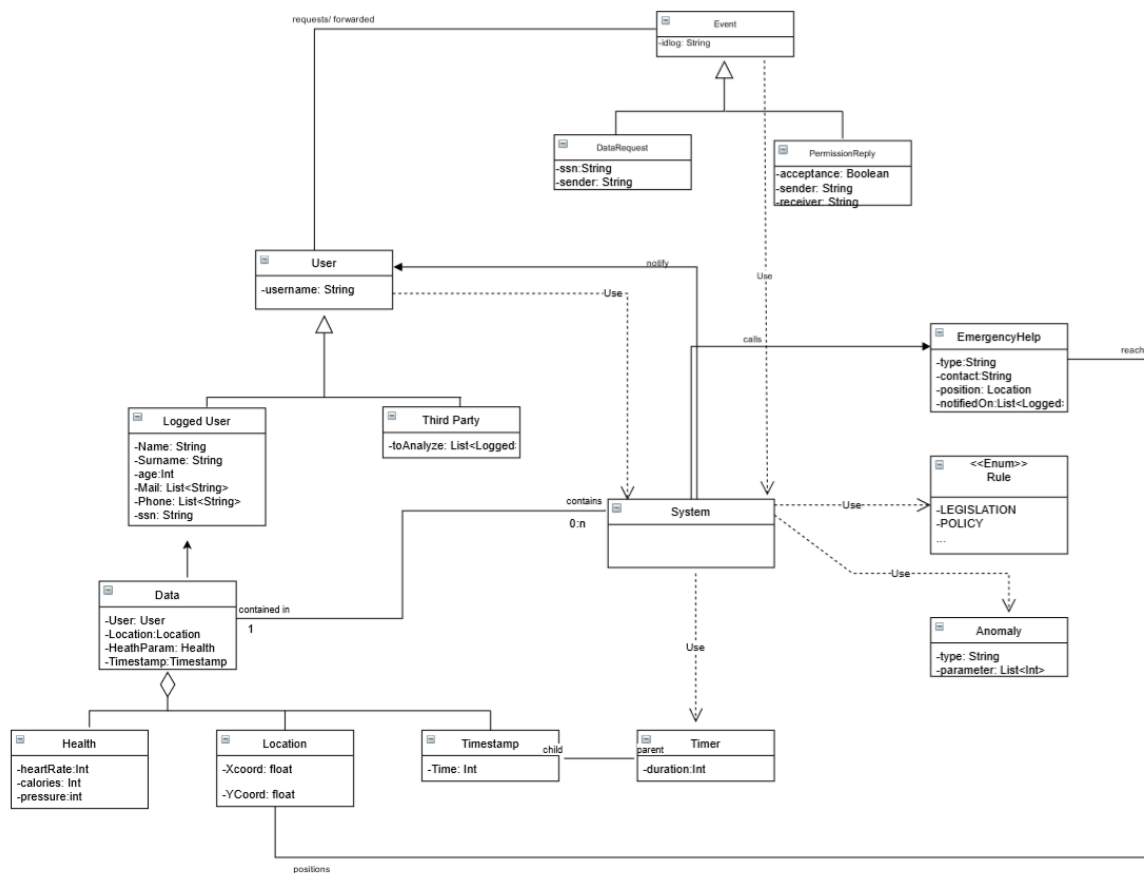 requests/ forwarded
Event
-idlog: String
DataRequest
-ssn:String
-sender: String
PermissionReply
-acceptance: Boolean
-sender: String
-receiver: String
User
-username: String
notify
Use
Use
calls
EmergencyHelp
-type:String
-contact:String
-position: Location
-notifiedOn:List<Logged
reach
Logged User
-Name: String
-Surname: String
-age:Int
-Mail: List<String>
-Phone: List<String>
-ssn: String
Third Party
-toAnalyze: List<Logged
<<Enum>>
Rule
-LEGISLATION
-POLICY
...
contains
0:n
System
Use
Use
Data
-User: User
-Location:Location
-HeathParam: Health
-Timestamp:Timestamp
contained in
1
Anomaly
-type: String
-parameter: List<Int>
Use
Health
-heartRate:Int
-calories: Int
-pressure:int
Location
-Xcoord: float
-YCoord: float
Timestamp
-Time: Int
child
parent
Timer
-duration:Int
positions